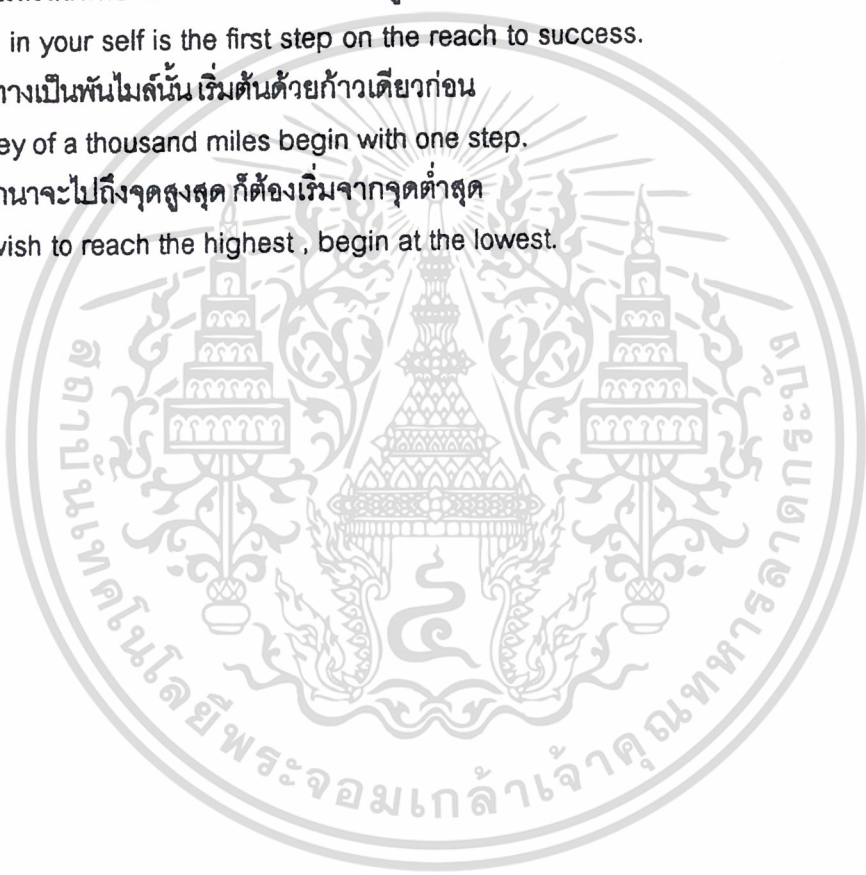 in your self is the first step on the reach to success.
ทางเป็นพันไมล์นั้น เริ่มต้นด้วยก้าวเดียวก่อน
ey of a thousand miles begin with one step.
นาจะไปถึงจุดสูงสุด ก็ต้องเริ่มจากจุดต่ำสุด
wish to reach the highest , begin at the lowest.
สถาบันเทคโนโลยีพระจอมเกล้าเจ้าคุณทหารลาดกระบัง